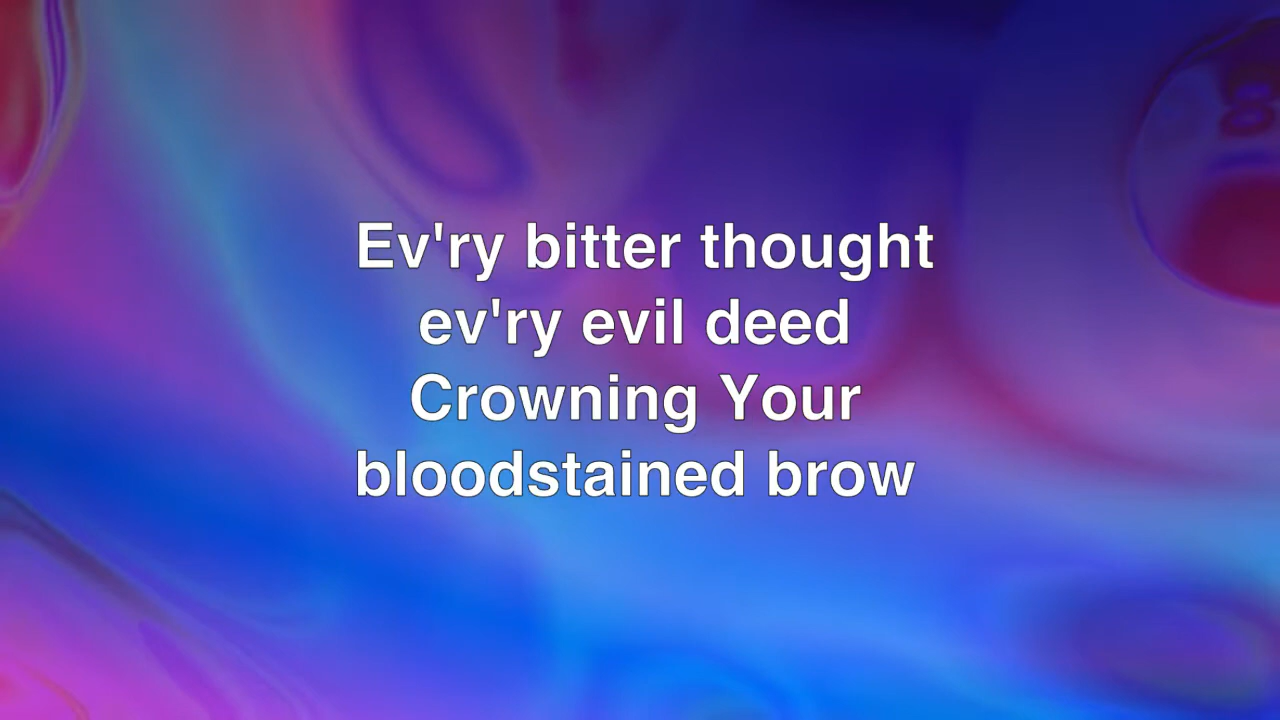 Ev'ry bitter thought
ev'ry evil deed
Crowning Your
bloodstained brow